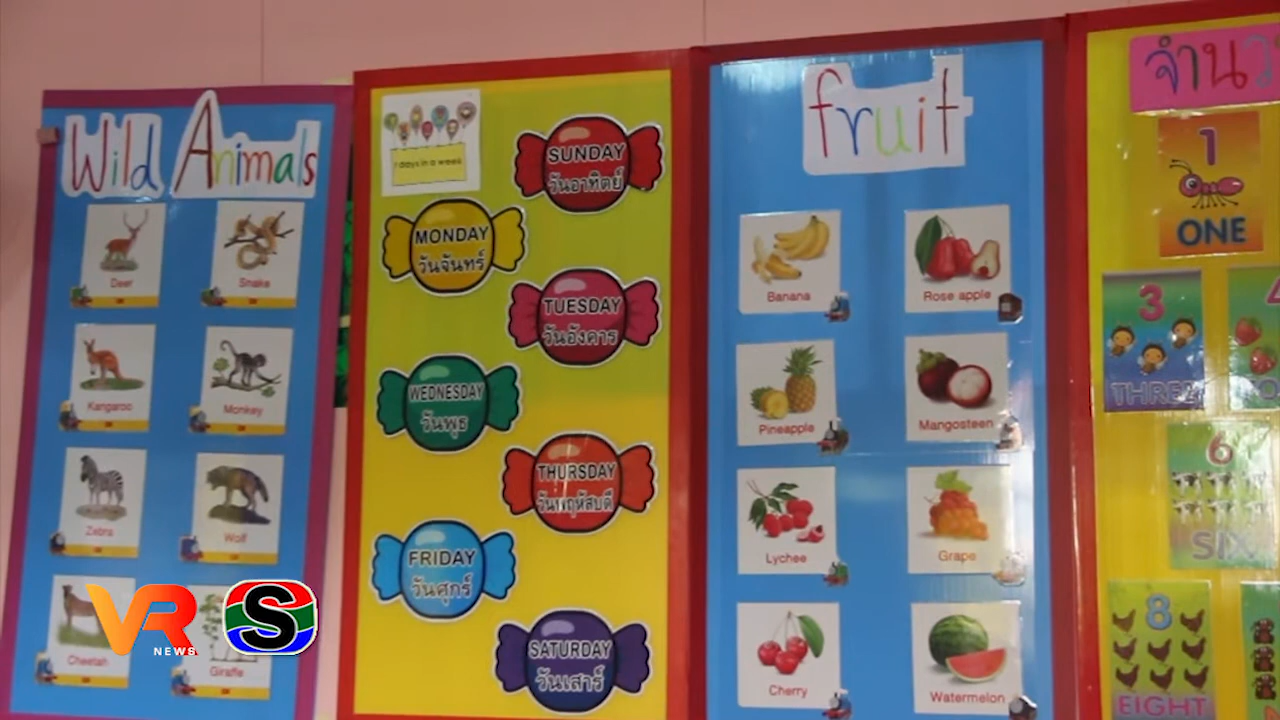 Wild Animals
Deer
Snake
Kangaroo
Monkey
Zebra
Wolf
Cheetah
Giraffe
7 days in a week
SUNDAY
วันอาทิตย์
MONDAY
วันจันทร์
TUESDAY
วันอังคาร
WEDNESDAY
วันพุธ
THURSDAY
วันพฤหัสบดี
FRIDAY
วันศุกร์
SATURDAY
วันเสาร์
fruit
Banana
Rose apple
Pineapple
Mangosteen
Lychee
Grape
Cherry
Watermelon
1
ONE
3
THREE
6
SIX
8
EIGHT
VR
NEWS
S